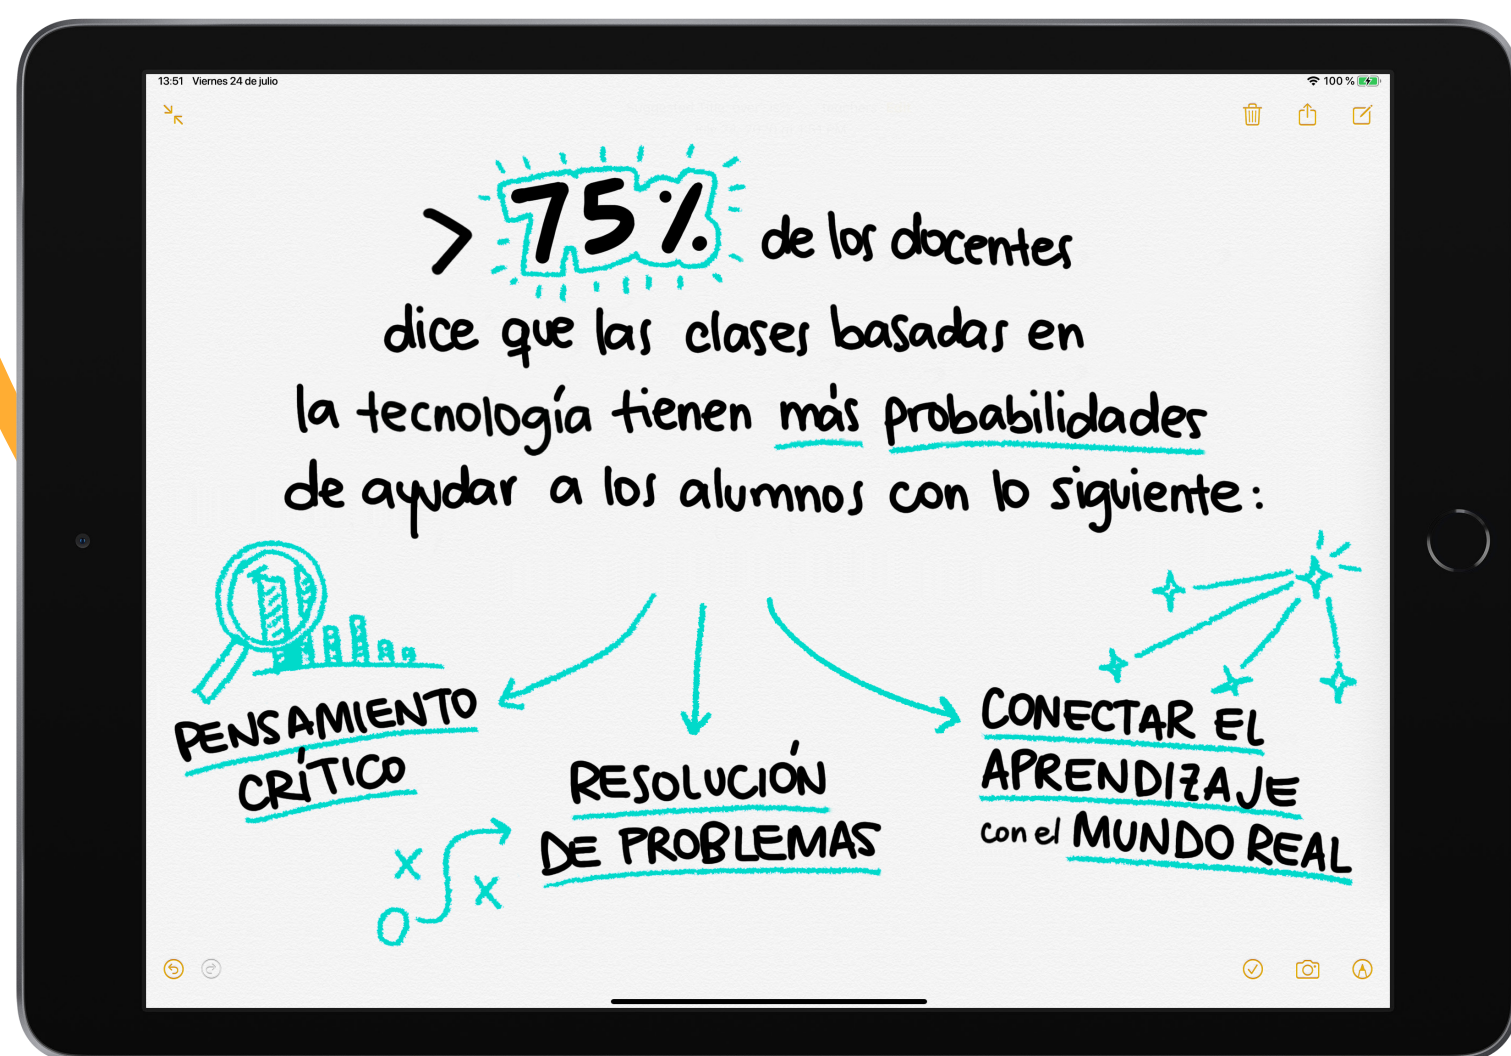 13:51 Viernes 24 de julio
100 %
> 75% de los docentes
dice que las clases basadas en
la tecnología tienen más probabilidades
de ayudar a los alumnos con lo siguiente:
PENSAMIENTO
CRÍTICO
RESOLUCIÓN
DE PROBLEMAS
CONECTAR EL
APRENDIZAJE
con el MUNDO REAL